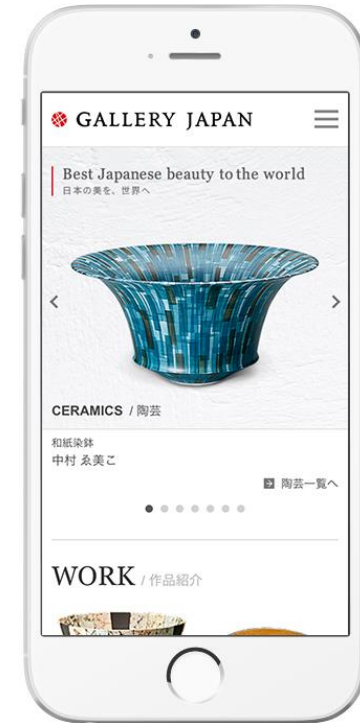 GALLERY JAPAN
Best Japanese beauty to the world
日本の美を、世界へ
CERAMICS / 陶芸
和紙染鉢
中村 ゑ美こ
陶芸一覧へ
WORK / 作品紹介